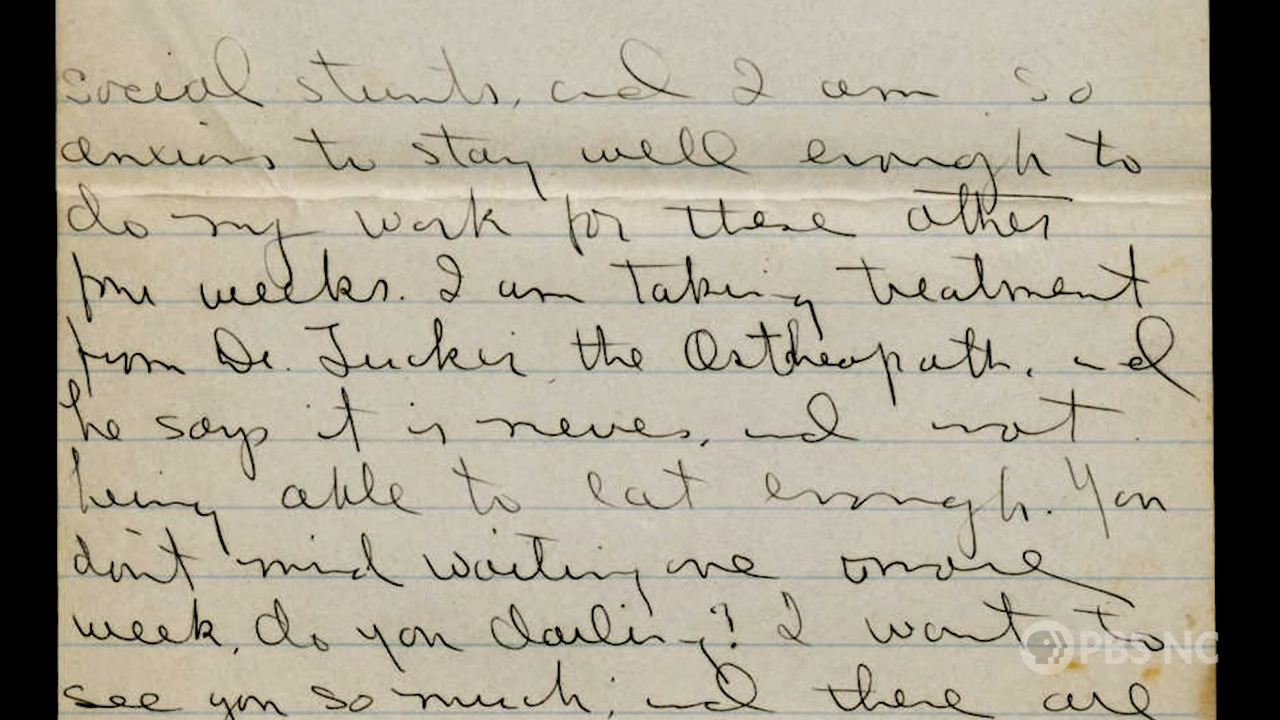 social stunts, and I am so
anxious to stay well enough to
do my work for these other
four weeks. I am taking treatment
from Dr. Tucker the Ostheopath, and
he says it is nerves, and not
being able to eat enough. You
don't mind waiting one more
week, do you darling? I want to
see you so much, and there are
PBS NC